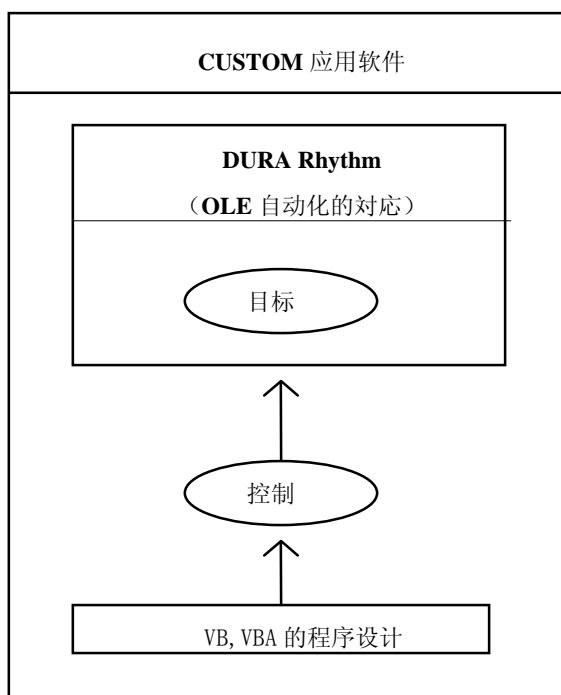 CUSTOM 应用软件
DURA Rhythm
（OLE 自动化的对応）
目标
控制
VB,VBA 的程序设计